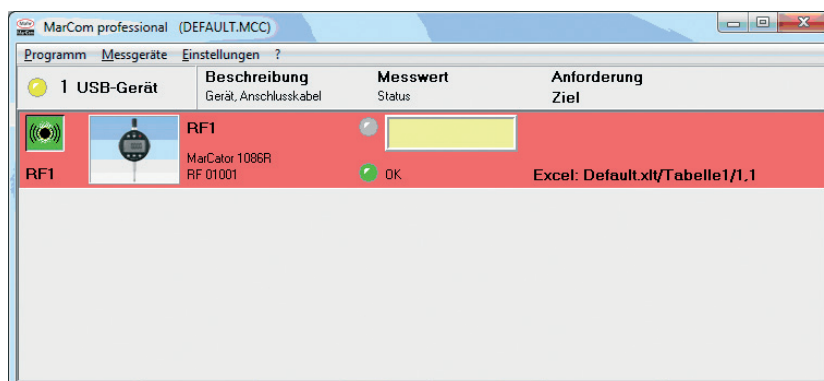 MarCom professional (DEFAULT.MCC)
Programm Messgeräte Einstellungen ?
1 USB-Gerät Beschreibung Messwert Anforderung
Gerät, Anschlusskabel Status Ziel
RF1
MarCator 1086R
RF1 RF 01001 OK Excel: Default.xlt/Tabelle1/1,1